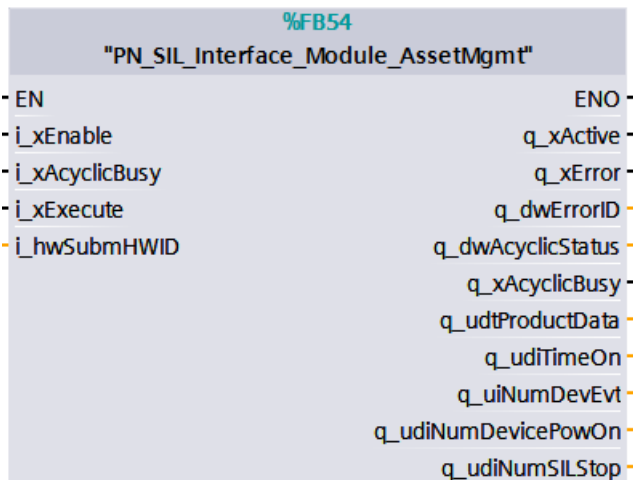 %FB54
"PN_SIL_Interface_Module_AssetMgmt"
EN ENO
i_xEnable q_xActive
i_xAcyclicBusy q_xError
i_xExecute q_dwErrorID
i_hwSubmHWID q_dwAcyclicStatus
q_xAcyclicBusy
q_udtProductData
q_udiTimeOn
q_uiNumDevEvt
q_udiNumDevicePowOn
q_udiNumSILStop